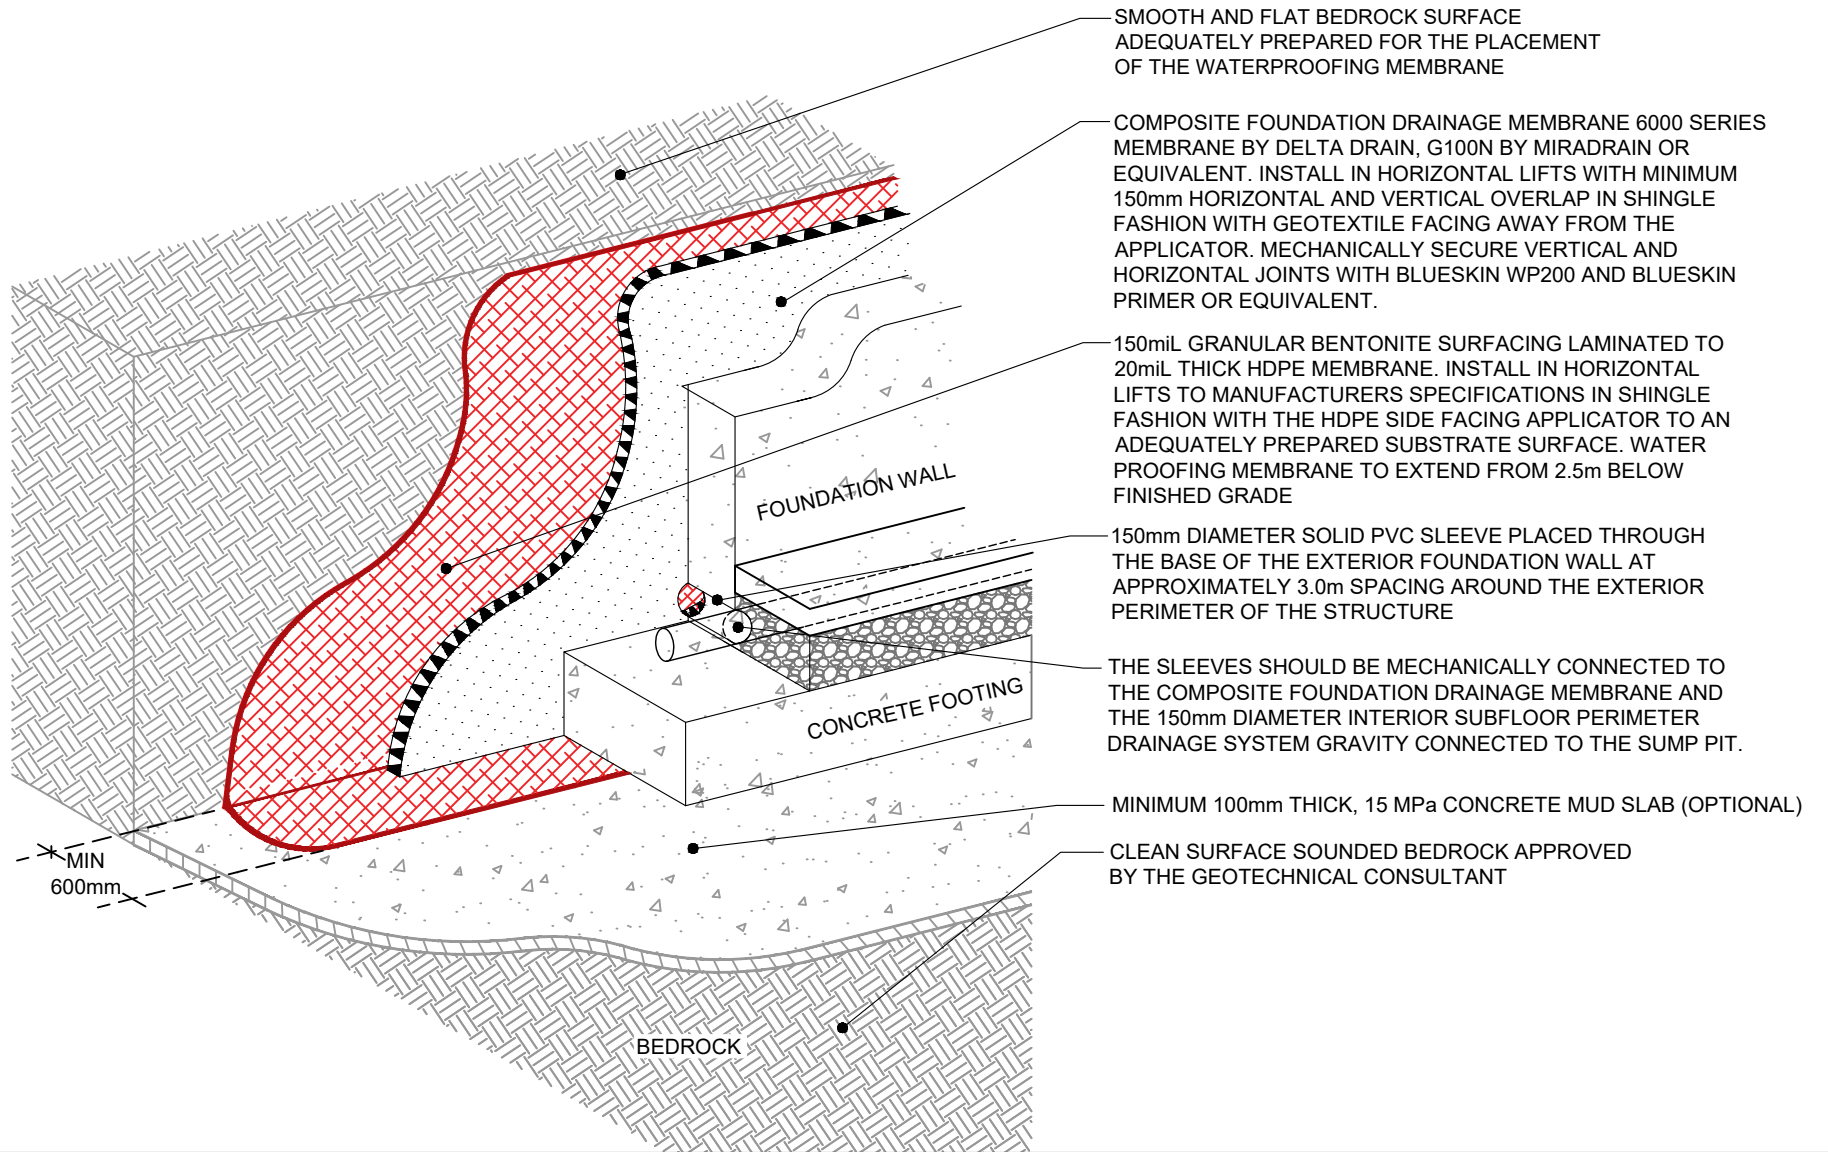 SMOOTH AND FLAT BEDROCK SURFACE
ADEQUATELY PREPARED FOR THE PLACEMENT
OF THE WATERPROOFING MEMBRANE
COMPOSITE FOUNDATION DRAINAGE MEMBRANE 6000 SERIES
MEMBRANE BY DELTA DRAIN, G100N BY MIRADRAIN OR
EQUIVALENT. INSTALL IN HORIZONTAL LIFTS WITH MINIMUM
150mm HORIZONTAL AND VERTICAL OVERLAP IN SHINGLE
FASHION WITH GEOTEXTILE FACING AWAY FROM THE
APPLICATOR. MECHANICALLY SECURE VERTICAL AND
HORIZONTAL JOINTS WITH BLUESKIN WP200 AND BLUESKIN
PRIMER OR EQUIVALENT.
150miL GRANULAR BENTONITE SURFACING LAMINATED TO
20miL THICK HDPE MEMBRANE. INSTALL IN HORIZONTAL
LIFTS TO MANUFACTURERS SPECIFICATIONS IN SHINGLE
FASHION WITH THE HDPE SIDE FACING APPLICATOR TO AN
ADEQUATELY PREPARED SUBSTRATE SURFACE. WATER
PROOFING MEMBRANE TO EXTEND FROM 2.5m BELOW
FINISHED GRADE
150mm DIAMETER SOLID PVC SLEEVE PLACED THROUGH
THE BASE OF THE EXTERIOR FOUNDATION WALL AT
APPROXIMATELY 3.0m SPACING AROUND THE EXTERIOR
PERIMETER OF THE STRUCTURE
THE SLEEVES SHOULD BE MECHANICALLY CONNECTED TO
THE COMPOSITE FOUNDATION DRAINAGE MEMBRANE AND
THE 150mm DIAMETER INTERIOR SUBFLOOR PERIMETER
DRAINAGE SYSTEM GRAVITY CONNECTED TO THE SUMP PIT.
MINIMUM 100mm THICK, 15 MPa CONCRETE MUD SLAB (OPTIONAL)
CLEAN SURFACE SOUNDED BEDROCK APPROVED
BY THE GEOTECHNICAL CONSULTANT
FOUNDATION WALL
CONCRETE FOOTING
MIN
600mm
BEDROCK